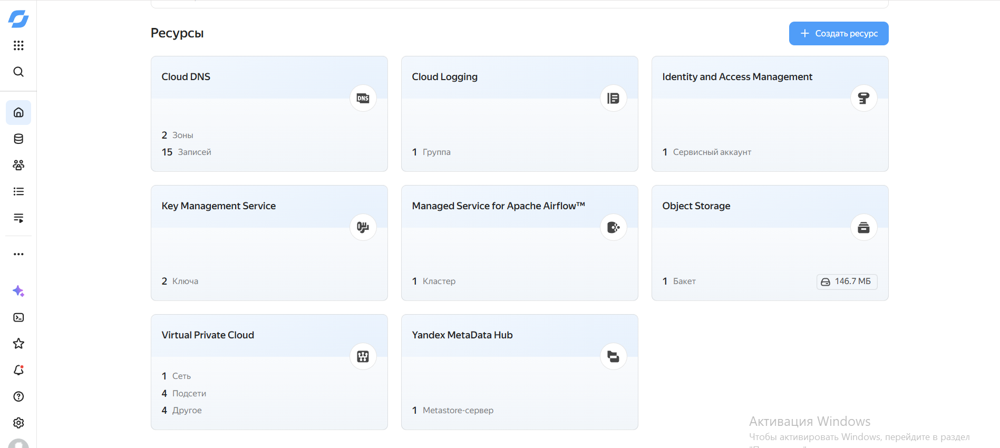 Ресурсы
Создать ресурс
Cloud DNS
DNS
2 Зоны
15 Записей
Cloud Logging
1 Группа
Identity and Access Management
1 Сервисный аккаунт
Key Management Service
2 Ключа
Managed Service for Apache Airflow™
1 Кластер
Object Storage
1 Бакет
146.7 МБ
Virtual Private Cloud
1 Сеть
4 Подсети
4 Другое
Yandex MetaData Hub
1 Metastore-сервер
Активация Windows
Чтобы активировать Windows, перейдите в раздел